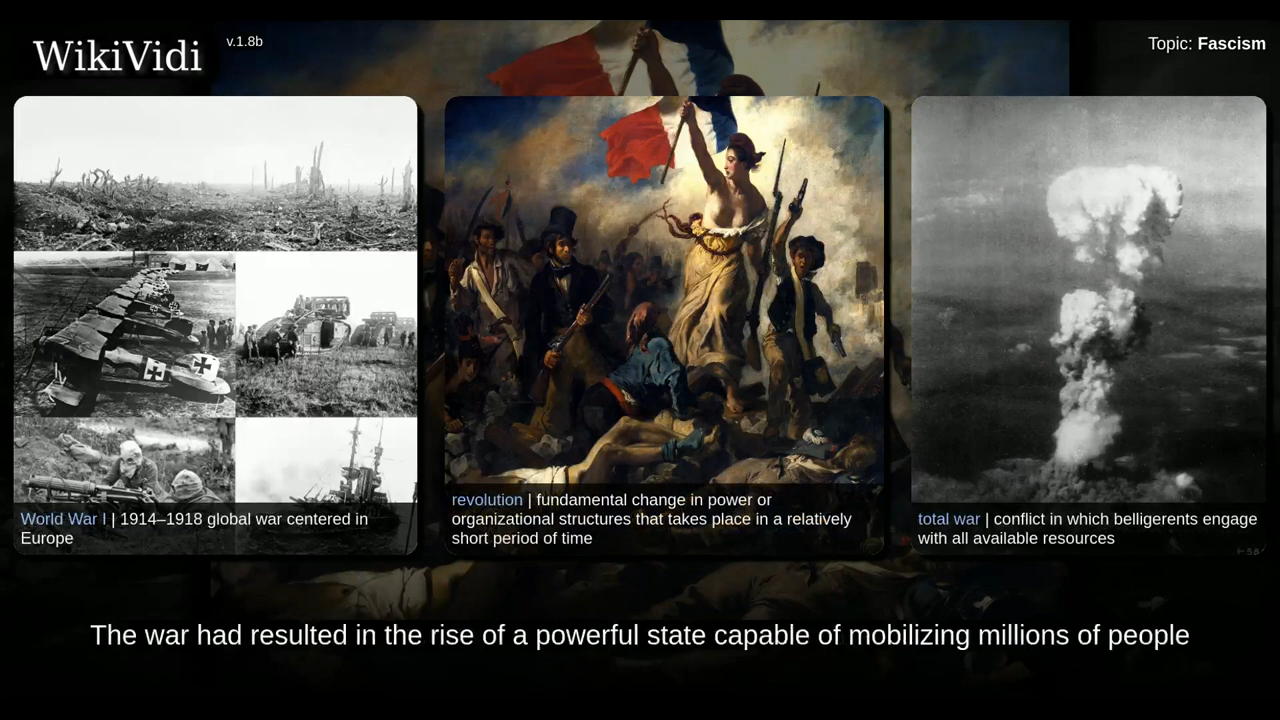 WikiVidi
v.1.8b
Topic: Fascism
World War I | 1914–1918 global war centered in
Europe
revolution | fundamental change in power or
organizational structures that takes place in a relatively
short period of time
total war | conflict in which belligerents engage
with all available resources
The war had resulted in the rise of a powerful state capable of mobilizing millions of people